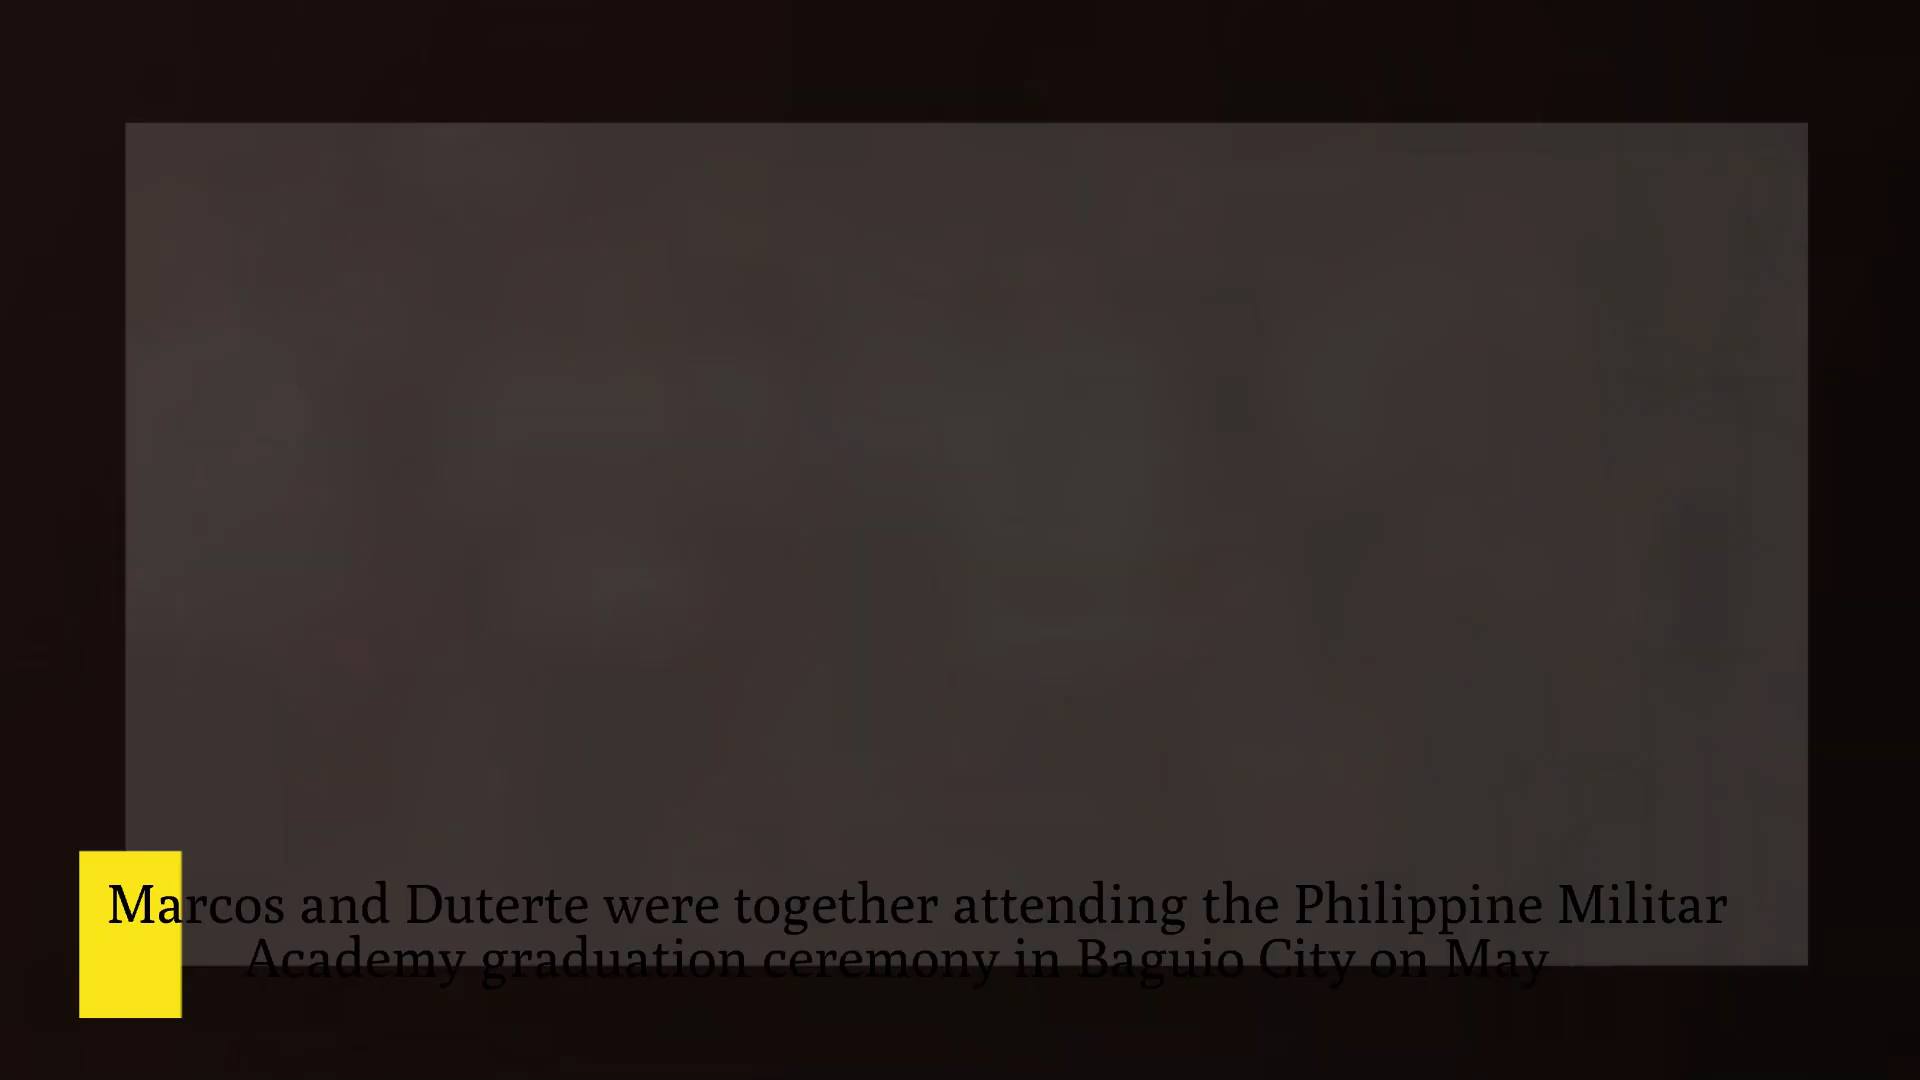 Marcos and Duterte were together attending the Philippine Militar
Academy graduation ceremony in Baguio City on May